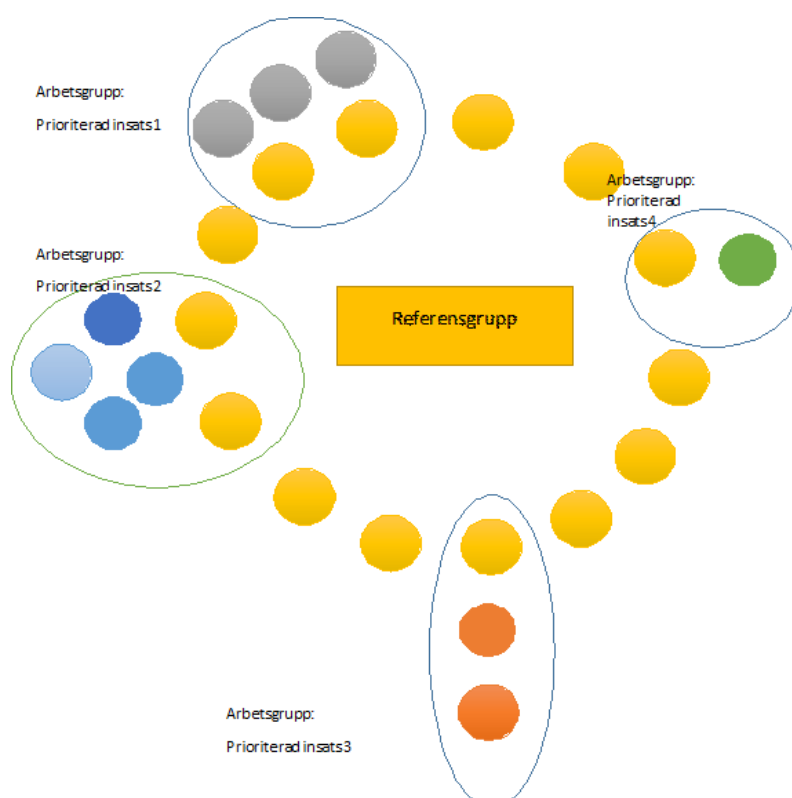 Arbetsgrupp:
Prioriterad insats1
Arbetsgrupp:
Prioriterad
insats4
Arbetsgrupp:
Prioriterad insats2
Referensgrupp
Arbetsgrupp:
Prioriterad insats3